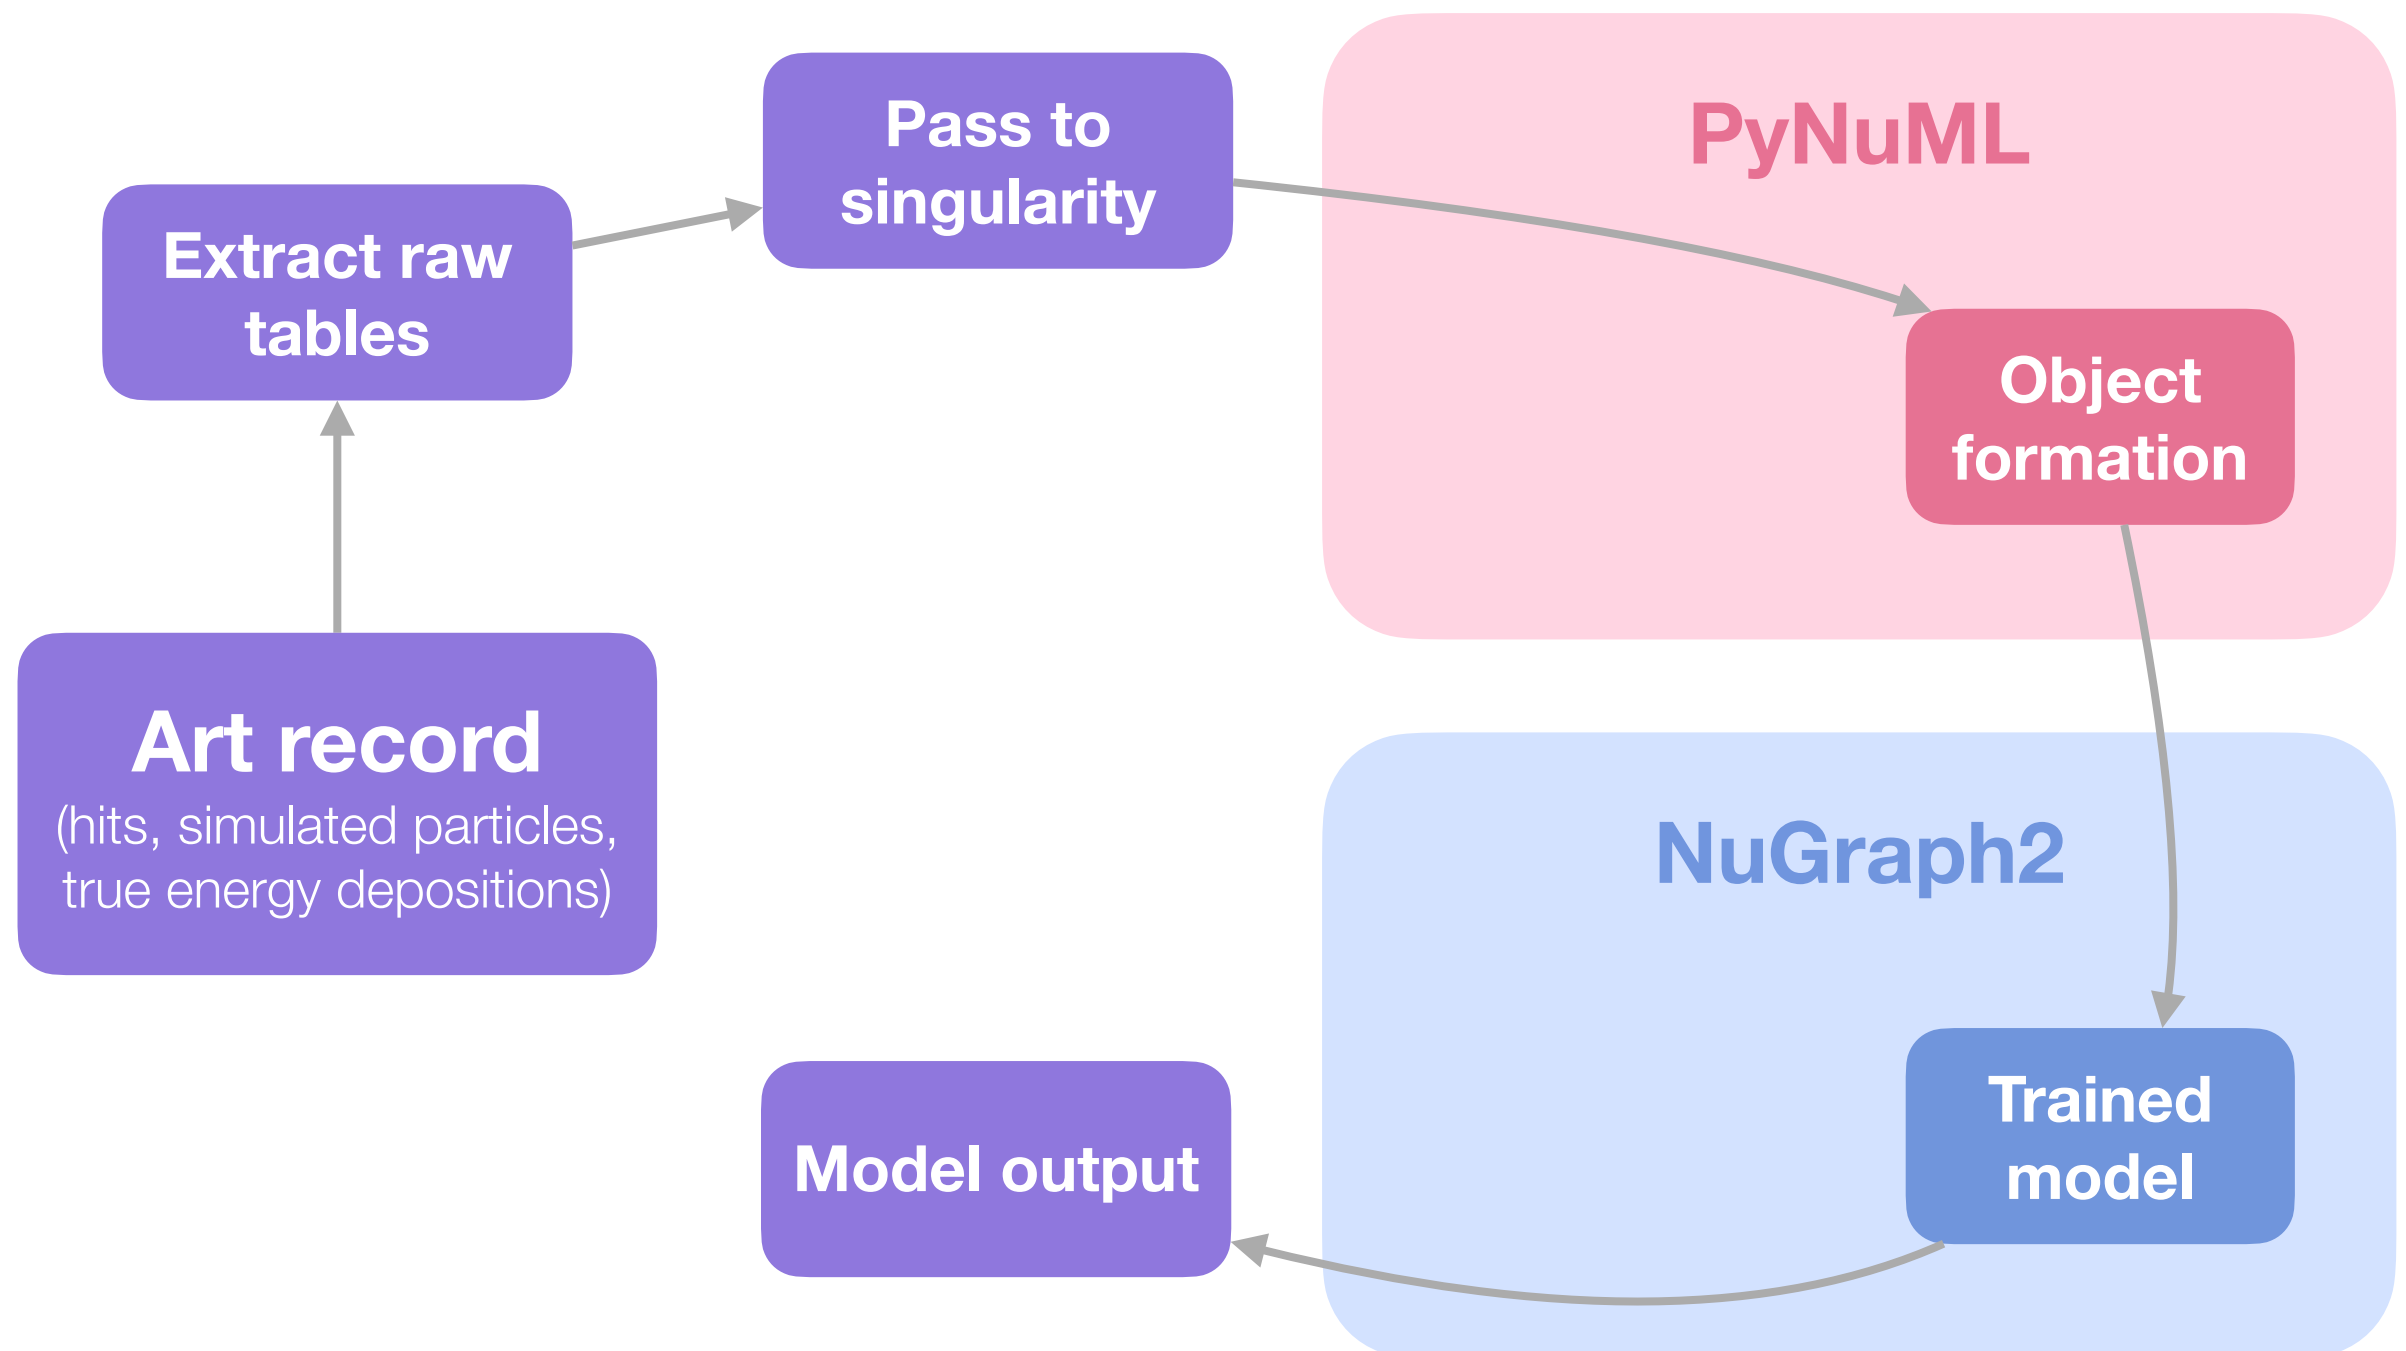 Pass to
singularity
PyNuML
Extract raw
tables
Object
formation
Art record
(hits, simulated particles,
true energy depositions)
NuGraph2
Trained
model
Model output